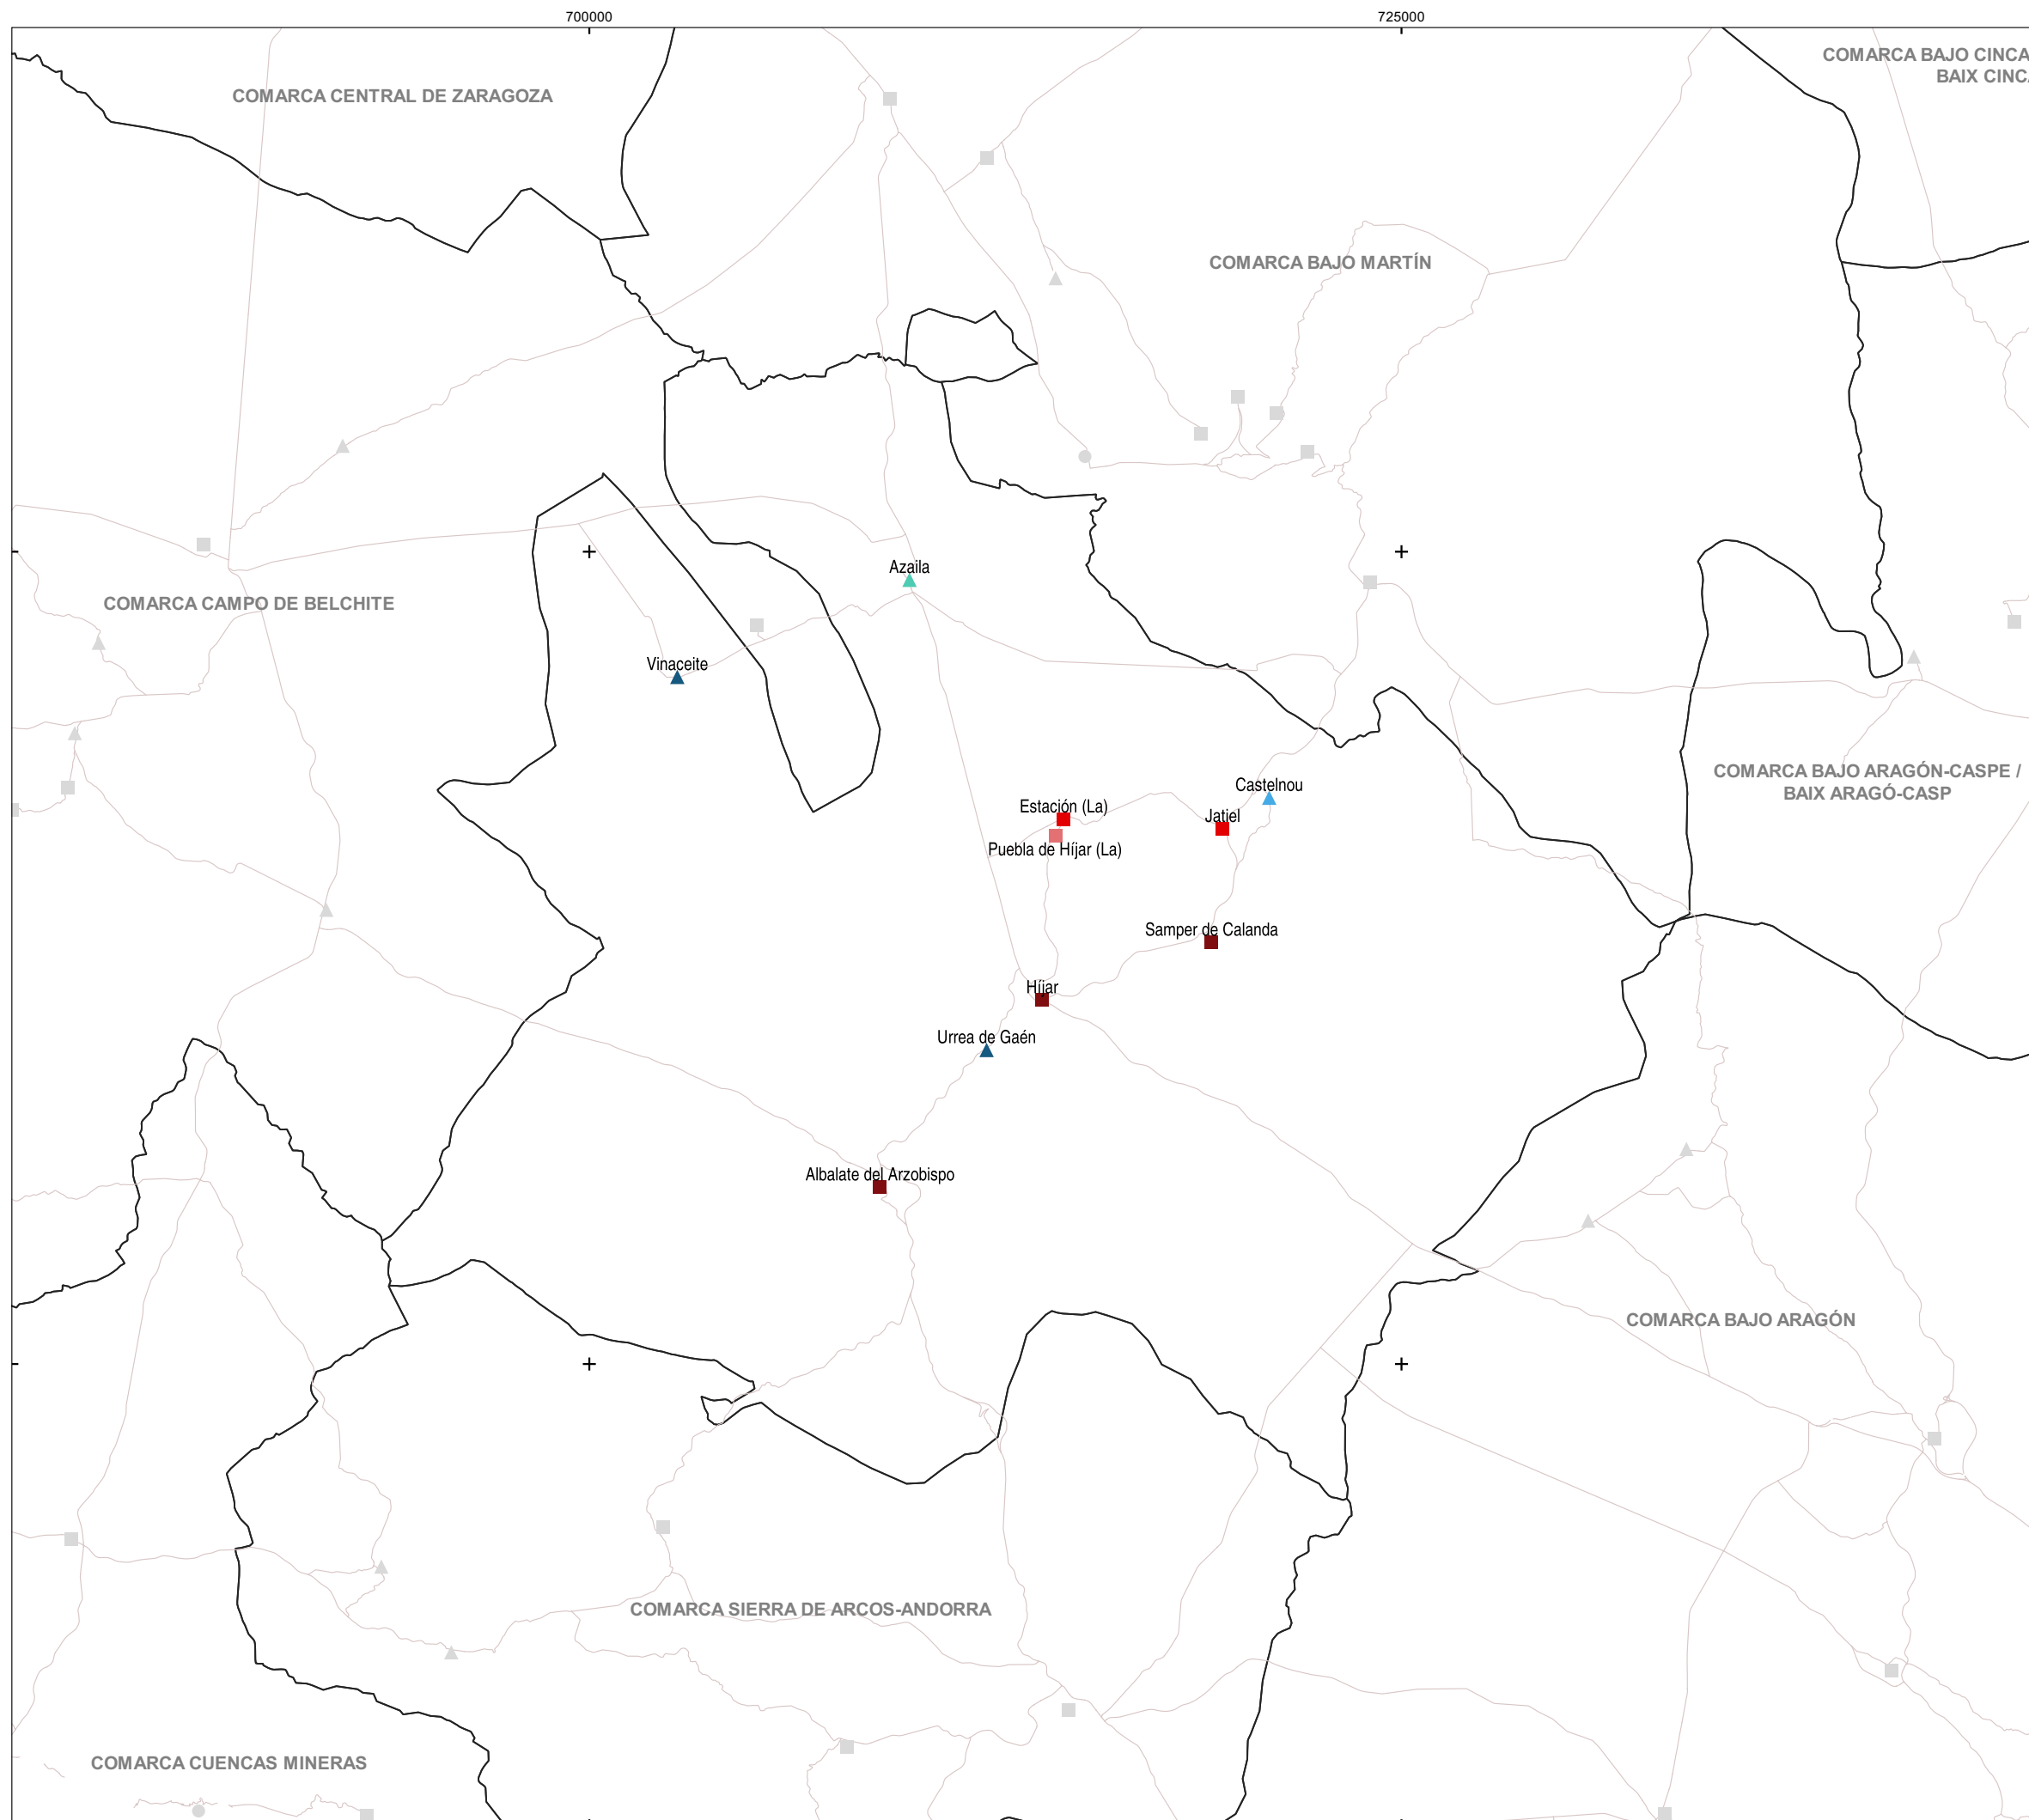 700000
725000
COMARCA BAJO CINCA
BAIX CINC
COMARCA CENTRAL DE ZARAGOZA
COMARCA BAJO MARTÍN
Azaila
COMARCA CAMPO DE BELCHITE
Vinaceite
COMARCA BAJO ARAGÓN-CASPE /
BAIX ARAGÓ-CASP
Castelnou
Estación (La)
Jatiel
Puebla de Híjar (La)
Samper de Calanda
Híjar
Urrea de Gaén
Albalate del Arzobispo
COMARCA BAJO ARAGÓN
COMARCA SIERRA DE ARCOS-ANDORRA
COMARCA CUENCAS MINERAS